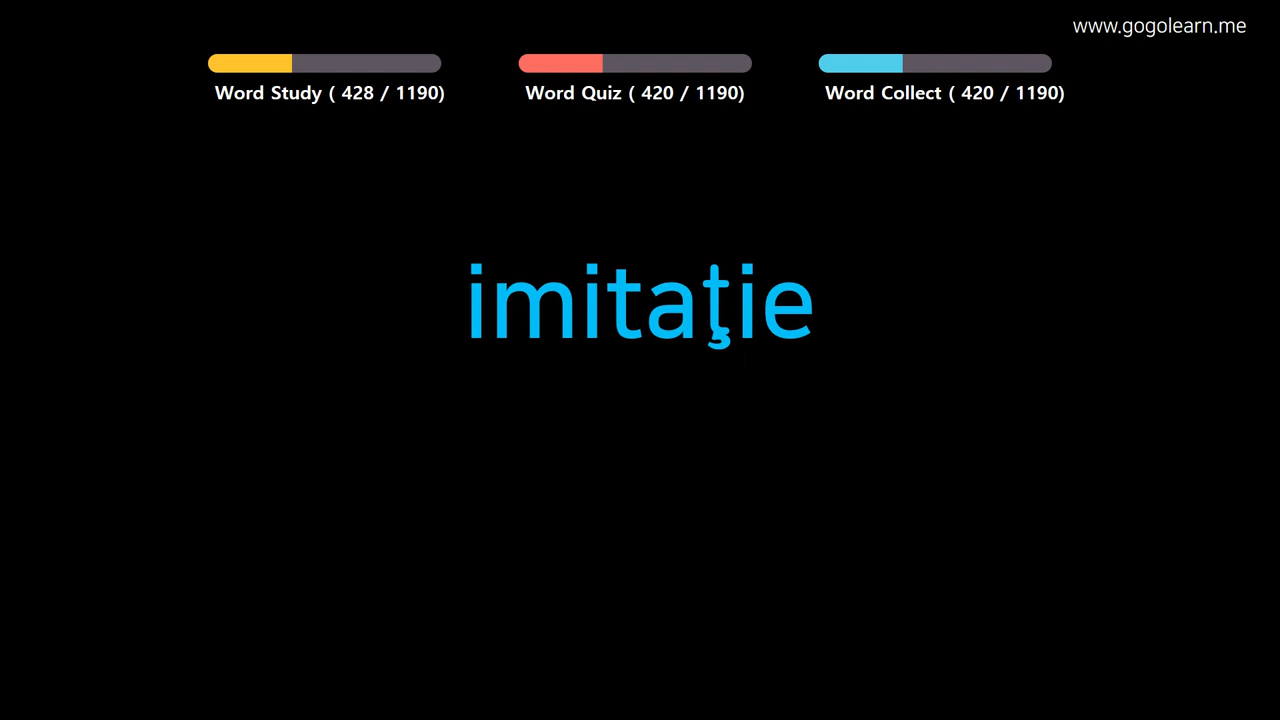 www.gogolearn.me
Word Study ( 428 / 1190)
Word Quiz ( 420 / 1190)
Word Collect ( 420 / 1190)
imitaţie